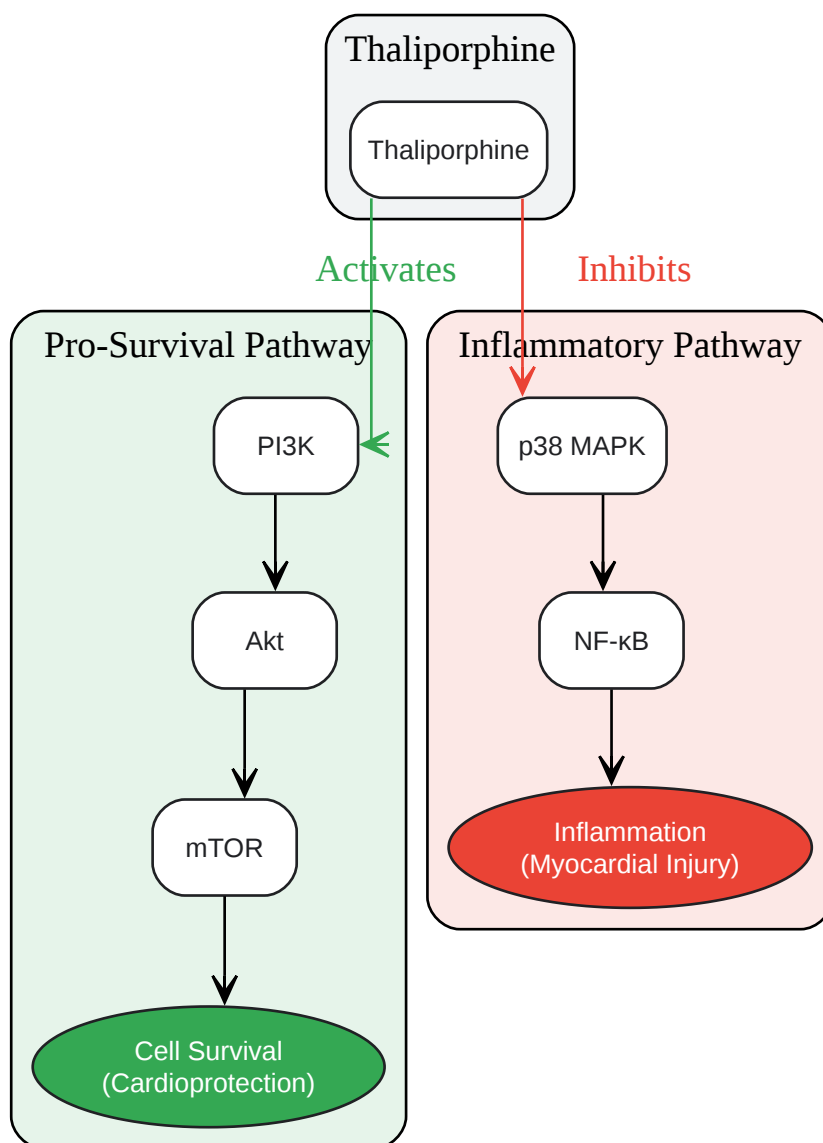 Thaliporphine
Thaliporphine
Activates
Inhibits
Pro-Survival Pathway
PI3K
Akt
mTOR
Cell Survival
(Cardioprotection)
Inflammatory Pathway
p38 MAPK
NF-κB
Inflammation
(Myocardial Injury)